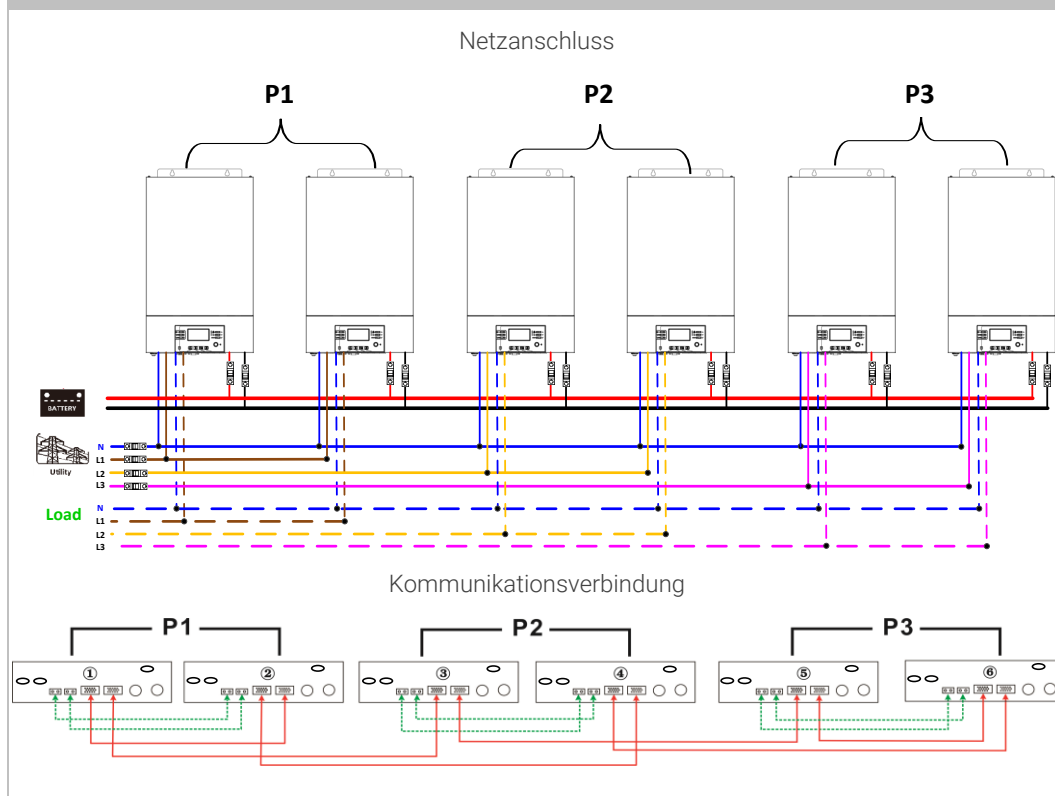 Netzanschluss
P1 P2 P3
BATTERY
Utility
N
L1
L2
L3
Load
N
L1
L2
L3
Kommunikationsverbindung
P1 P2 P3
① ② ③ ④ ⑤ ⑥